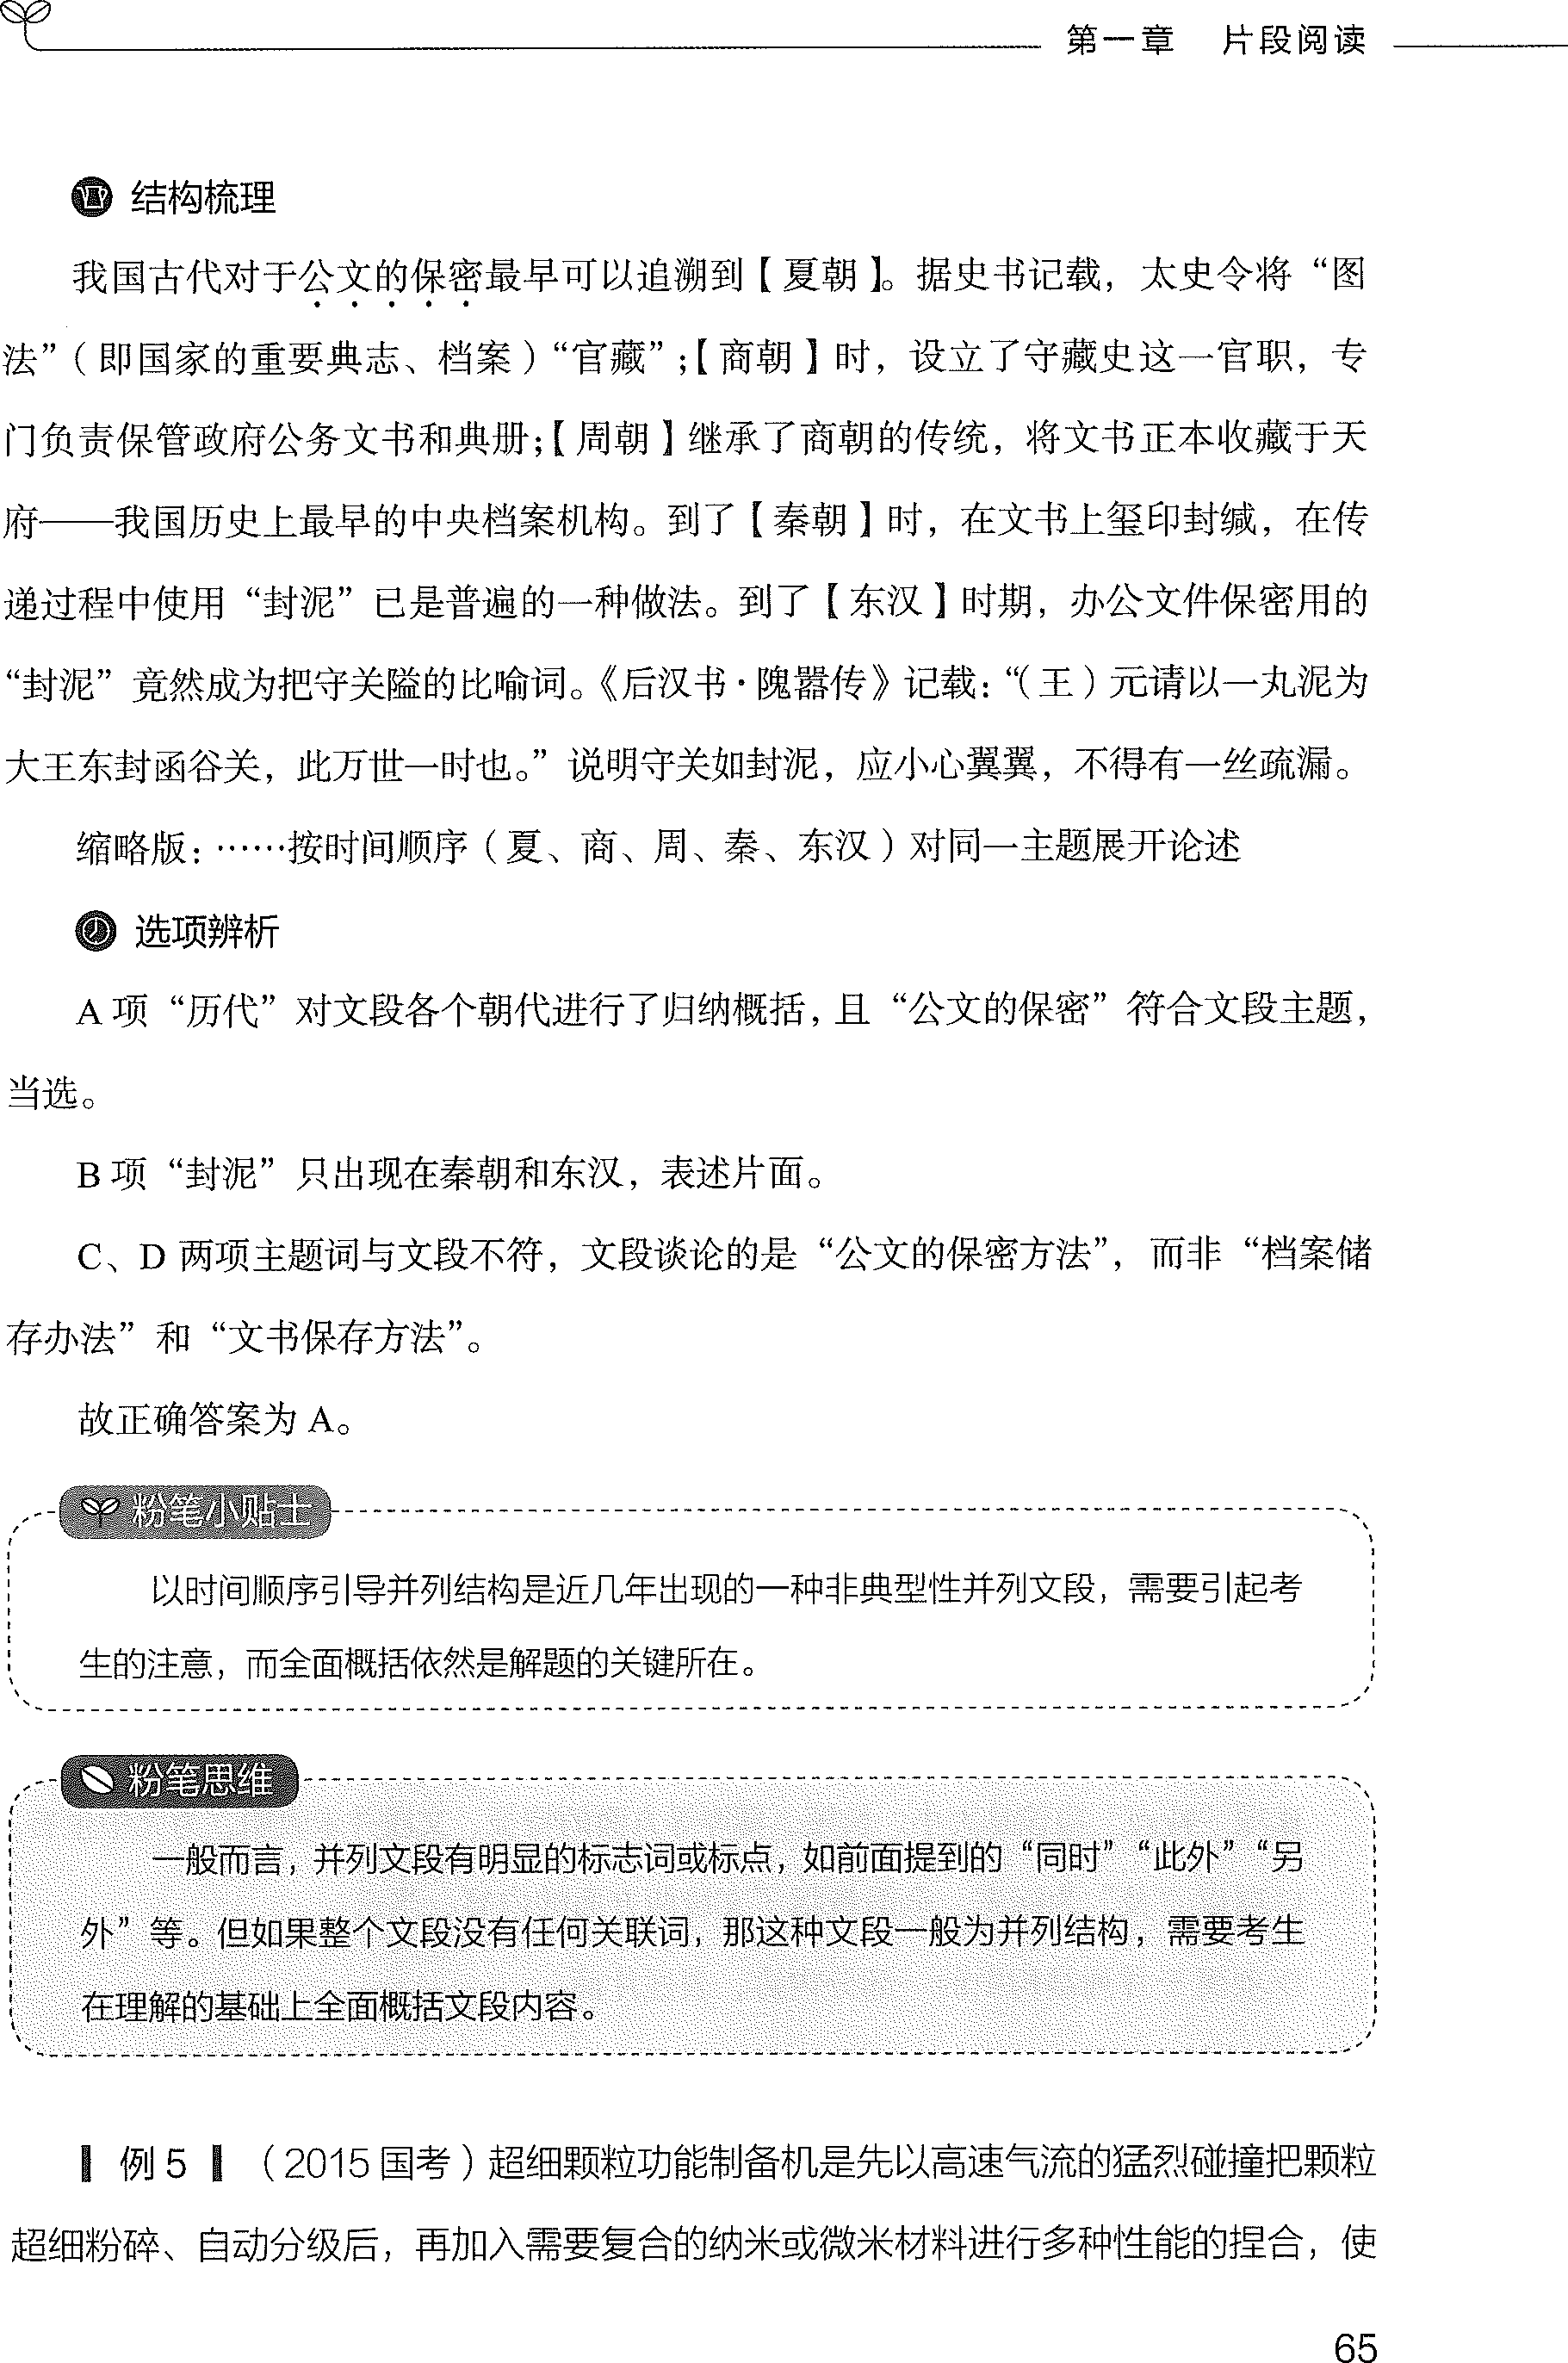 第一章 片段阅读
结构梳理
我国古代对于公文的保密最早可以追溯到【夏朝】。据史书记载，太史令将“图
法”（即国家的重要典志、档案）“官藏”；【商朝】时，设立了守藏史这一官职，专
门负责保管政府公务文书和典册；【周朝】继承了商朝的传统，将文书正本收藏于天
府——我国历史上最早的中央档案机构。到了【秦朝】时，在文书上玺印封缄，在传
递过程中使用“封泥”已是普遍的一种做法。到了【东汉】时期，办公文件保密用的
“封泥”竟然成为把守关隘的比喻词。《后汉书·隗嚣传》记载：“（王）元请以一丸泥为
大王东封函谷关，此万世一时也。”说明守关如封泥，应小心翼翼，不得有一丝疏漏。
缩略版：……按时间顺序（夏、商、周、秦、东汉）对同一主题展开论述
选项辨析
A 项“历代”对文段各个朝代进行了归纳概括，且“公文的保密”符合文段主题，
当选。
B 项“封泥”只出现在秦朝和东汉，表述片面。
C、D 两项主题词与文段不符，文段谈论的是“公文的保密方法”，而非“档案储
存办法”和“文书保存方法”。
故正确答案为 A。
粉笔小贴士
以时间顺序引导并列结构是近几年出现的一种非典型性并列文段，需要引起考
生的注意，而全面概括依然是解题的关键所在。
粉笔思维
一般而言，并列文段有明显的标志词或标点，如前面提到的“同时”“此外”“另
外”等。但如果整个文段没有任何关联词，那这种文段一般为并列结构，需要考生
在理解的基础上全面概括文段内容。
例 5 （2015 国考）超细颗粒功能制备机是先以高速气流的猛烈碰撞把颗粒
超细粉碎、自动分级后，再加入需要复合的纳米或微米材料进行多种性能的捏合，使
65